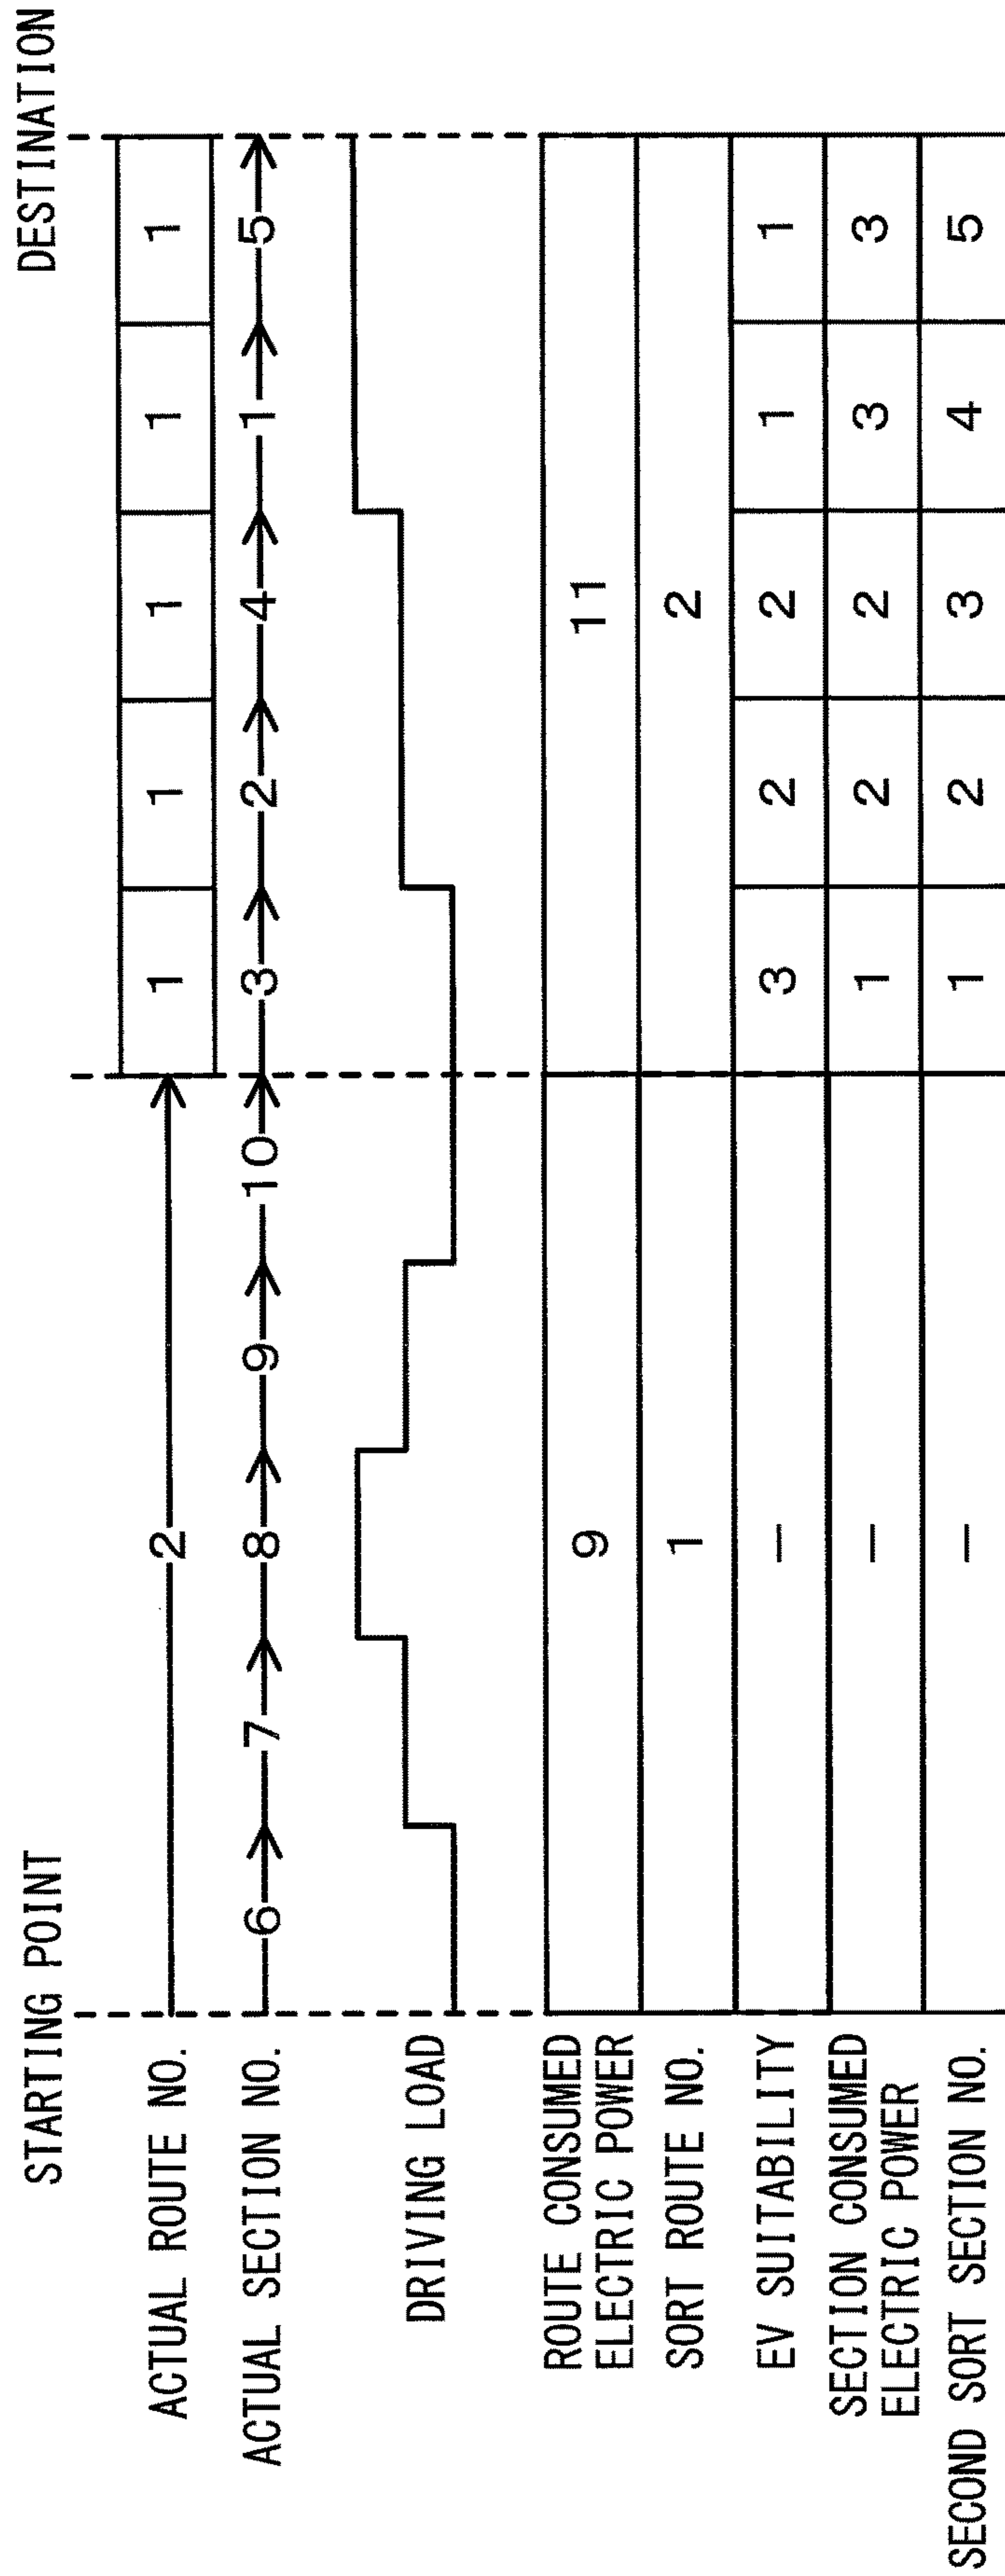 STARTING POINT DESTINATION
ACTUAL ROUTE NO. 2 1 1 1 1 1
ACTUAL SECTION NO. 6 7 8 9 10 3 2 4 1 5
DRIVING LOAD
ROUTE CONSUMED
ELECTRIC POWER 9 11
SORT ROUTE NO. 1 2
EV SUITABILITY – 3 2 2 1 1
SECTION CONSUMED
ELECTRIC POWER – 1 2 2 3 3
SECOND SORT SECTION NO. – 1 2 3 4 5